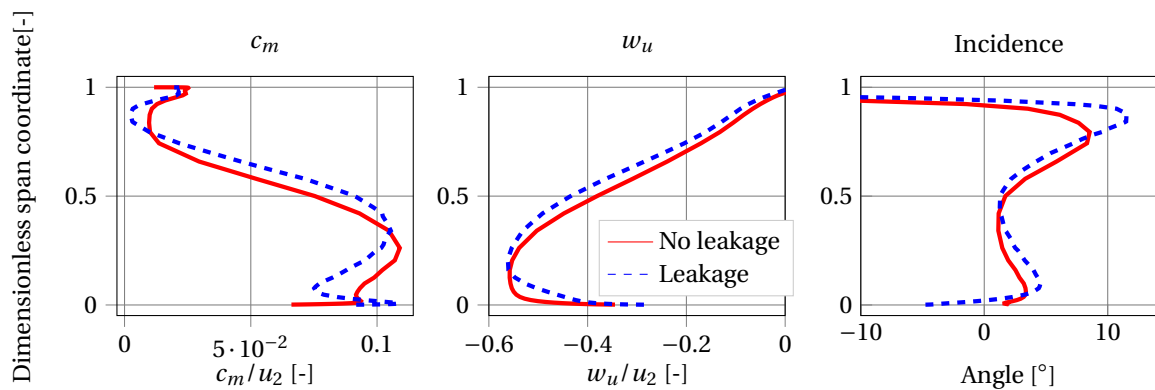 Dimensionless span coordinate[-]
c_m
w_u
Incidence
1
0.5
0
0
5·10⁻²
0.1
c_m/u_2 [-]
1
0.5
0
−0.6
−0.4
−0.2
0
w_u/u_2 [-]
No leakage
Leakage
1
0.5
0
−10
0
10
Angle [°]